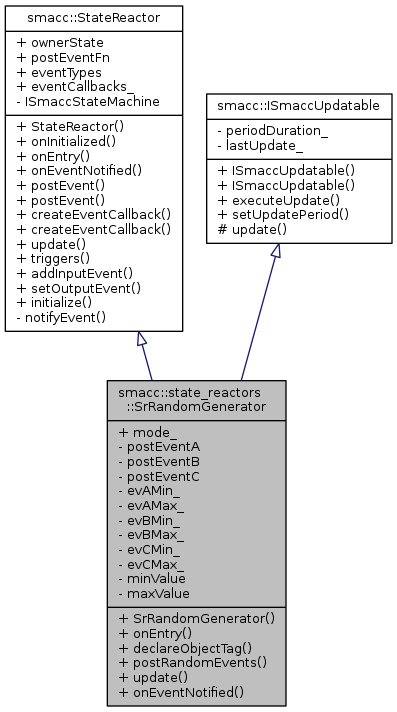 smacc::StateReactor
+ ownerState
+ postEventFn
+ eventTypes
+ eventCallbacks_
- ISmaccStateMachine
+ StateReactor()
+ onInitialized()
+ onEntry()
+ onEventNotified()
+ postEvent()
+ postEvent()
+ createEventCallback()
+ createEventCallback()
+ update()
+ triggers()
+ addInputEvent()
+ setOutputEvent()
+ initialize()
- notifyEvent()
smacc::ISmaccUpdatable
- periodDuration_
- lastUpdate_
+ ISmaccUpdatable()
+ ISmaccUpdatable()
+ executeUpdate()
+ setUpdatePeriod()
# update()
smacc::state_reactors
::SrRandomGenerator
+ mode_
- postEventA
- postEventB
- postEventC
- evAMin_
- evAMax_
- evBMin_
- evBMax_
- evCMin_
- evCMax_
- minValue
- maxValue
+ SrRandomGenerator()
+ onEntry()
+ declareObjectTag()
+ postRandomEvents()
+ update()
+ onEventNotified()